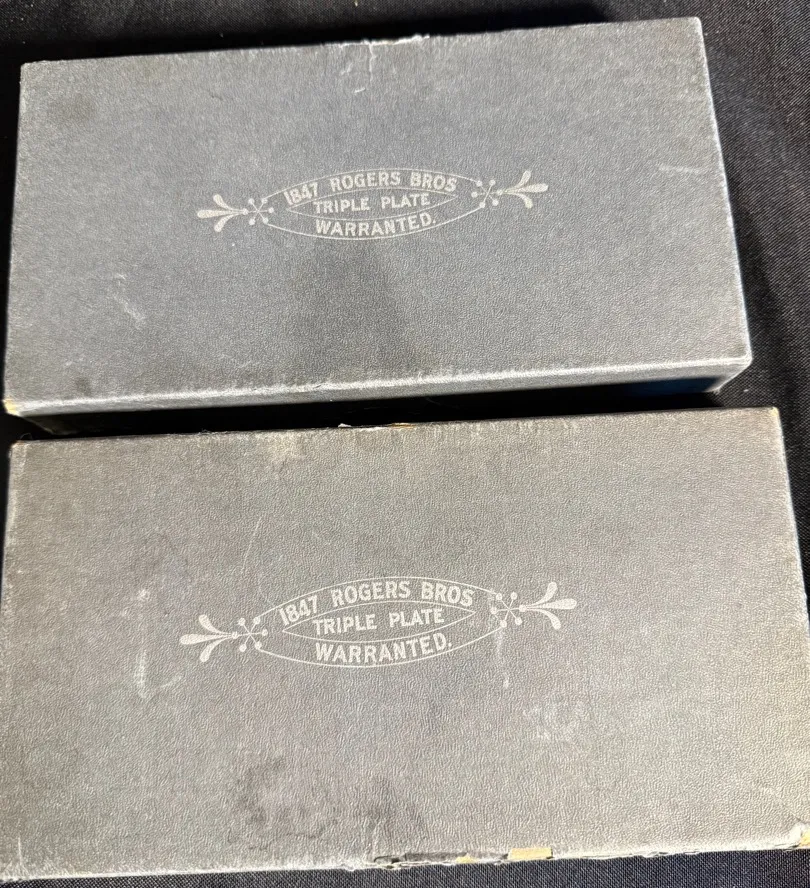 1847 ROGERS BROS
TRIPLE PLATE
WARRANTED.
1847 ROGERS BROS
TRIPLE PLATE
WARRANTED.